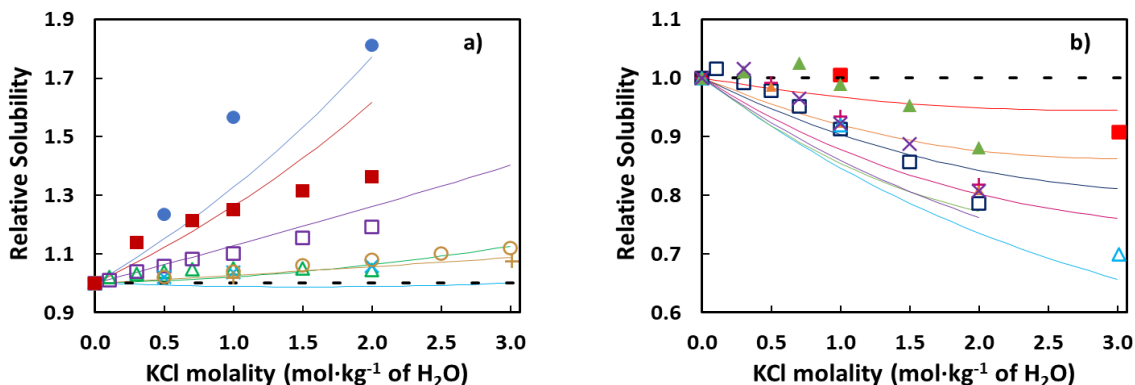 1.9
1.7
1.5
1.3
1.1
0.9
Relative Solubility
a)
0.0 0.5 1.0 1.5 2.0 2.5 3.0
KCl molality (mol·kg⁻¹ of H₂O)
1.1
1.0
0.9
0.8
0.7
0.6
Relative Solubility
b)
0.0 0.5 1.0 1.5 2.0 2.5 3.0
KCl molality (mol·kg⁻¹ of H₂O)